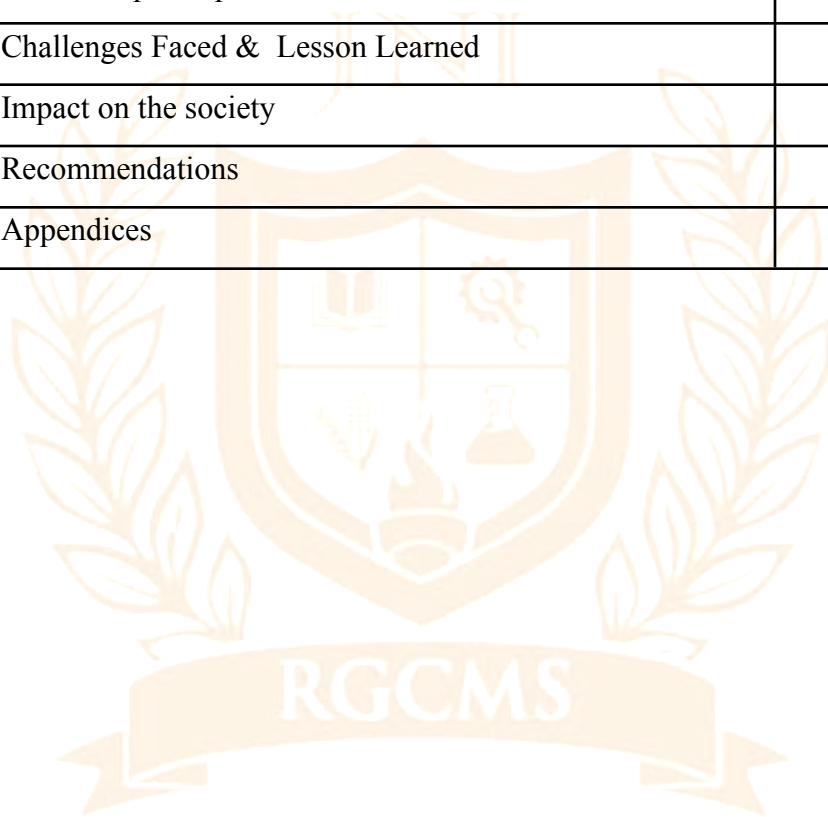 Challenges Faced & Lesson Learned
Impact on the society
Recommendations
Appendices
RGCMS